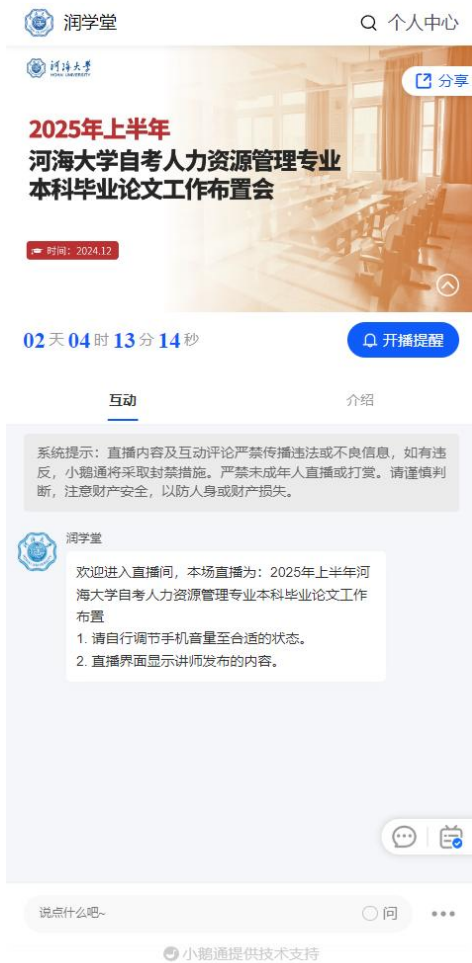 润学堂
个人中心
河海大学
HOHAI UNIVERSITY
分享
2025年上半年
河海大学自考人力资源管理专业
本科毕业论文工作布置会
时间：2024.12
02天04时13分14秒
开播提醒
互动
介绍
系统提示：直播内容及互动评论严禁传播违法或不良信息，如有违
反，小鹅通将采取封禁措施。严禁未成年人直播或打赏。请谨慎判
断，注意财产安全，以防人身或财产损失。
润学堂
欢迎进入直播间，本场直播为：2025年上半年河
海大学自考人力资源管理专业本科毕业论文工作
布置
1. 请自行调节手机音量至合适的状态。
2. 直播界面显示讲师发布的内容。
说点什么吧~
问
小鹅通提供技术支持